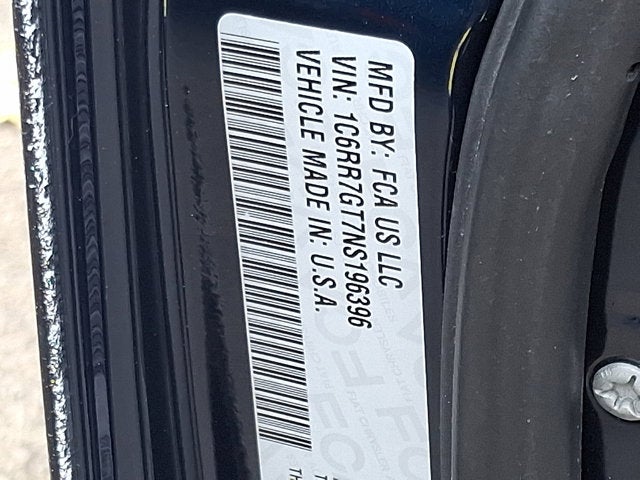 MFD BY: FCA US LLC
VIN: 1C6RR7GT7NS196396
VEHICLE MADE IN: U.S.A.